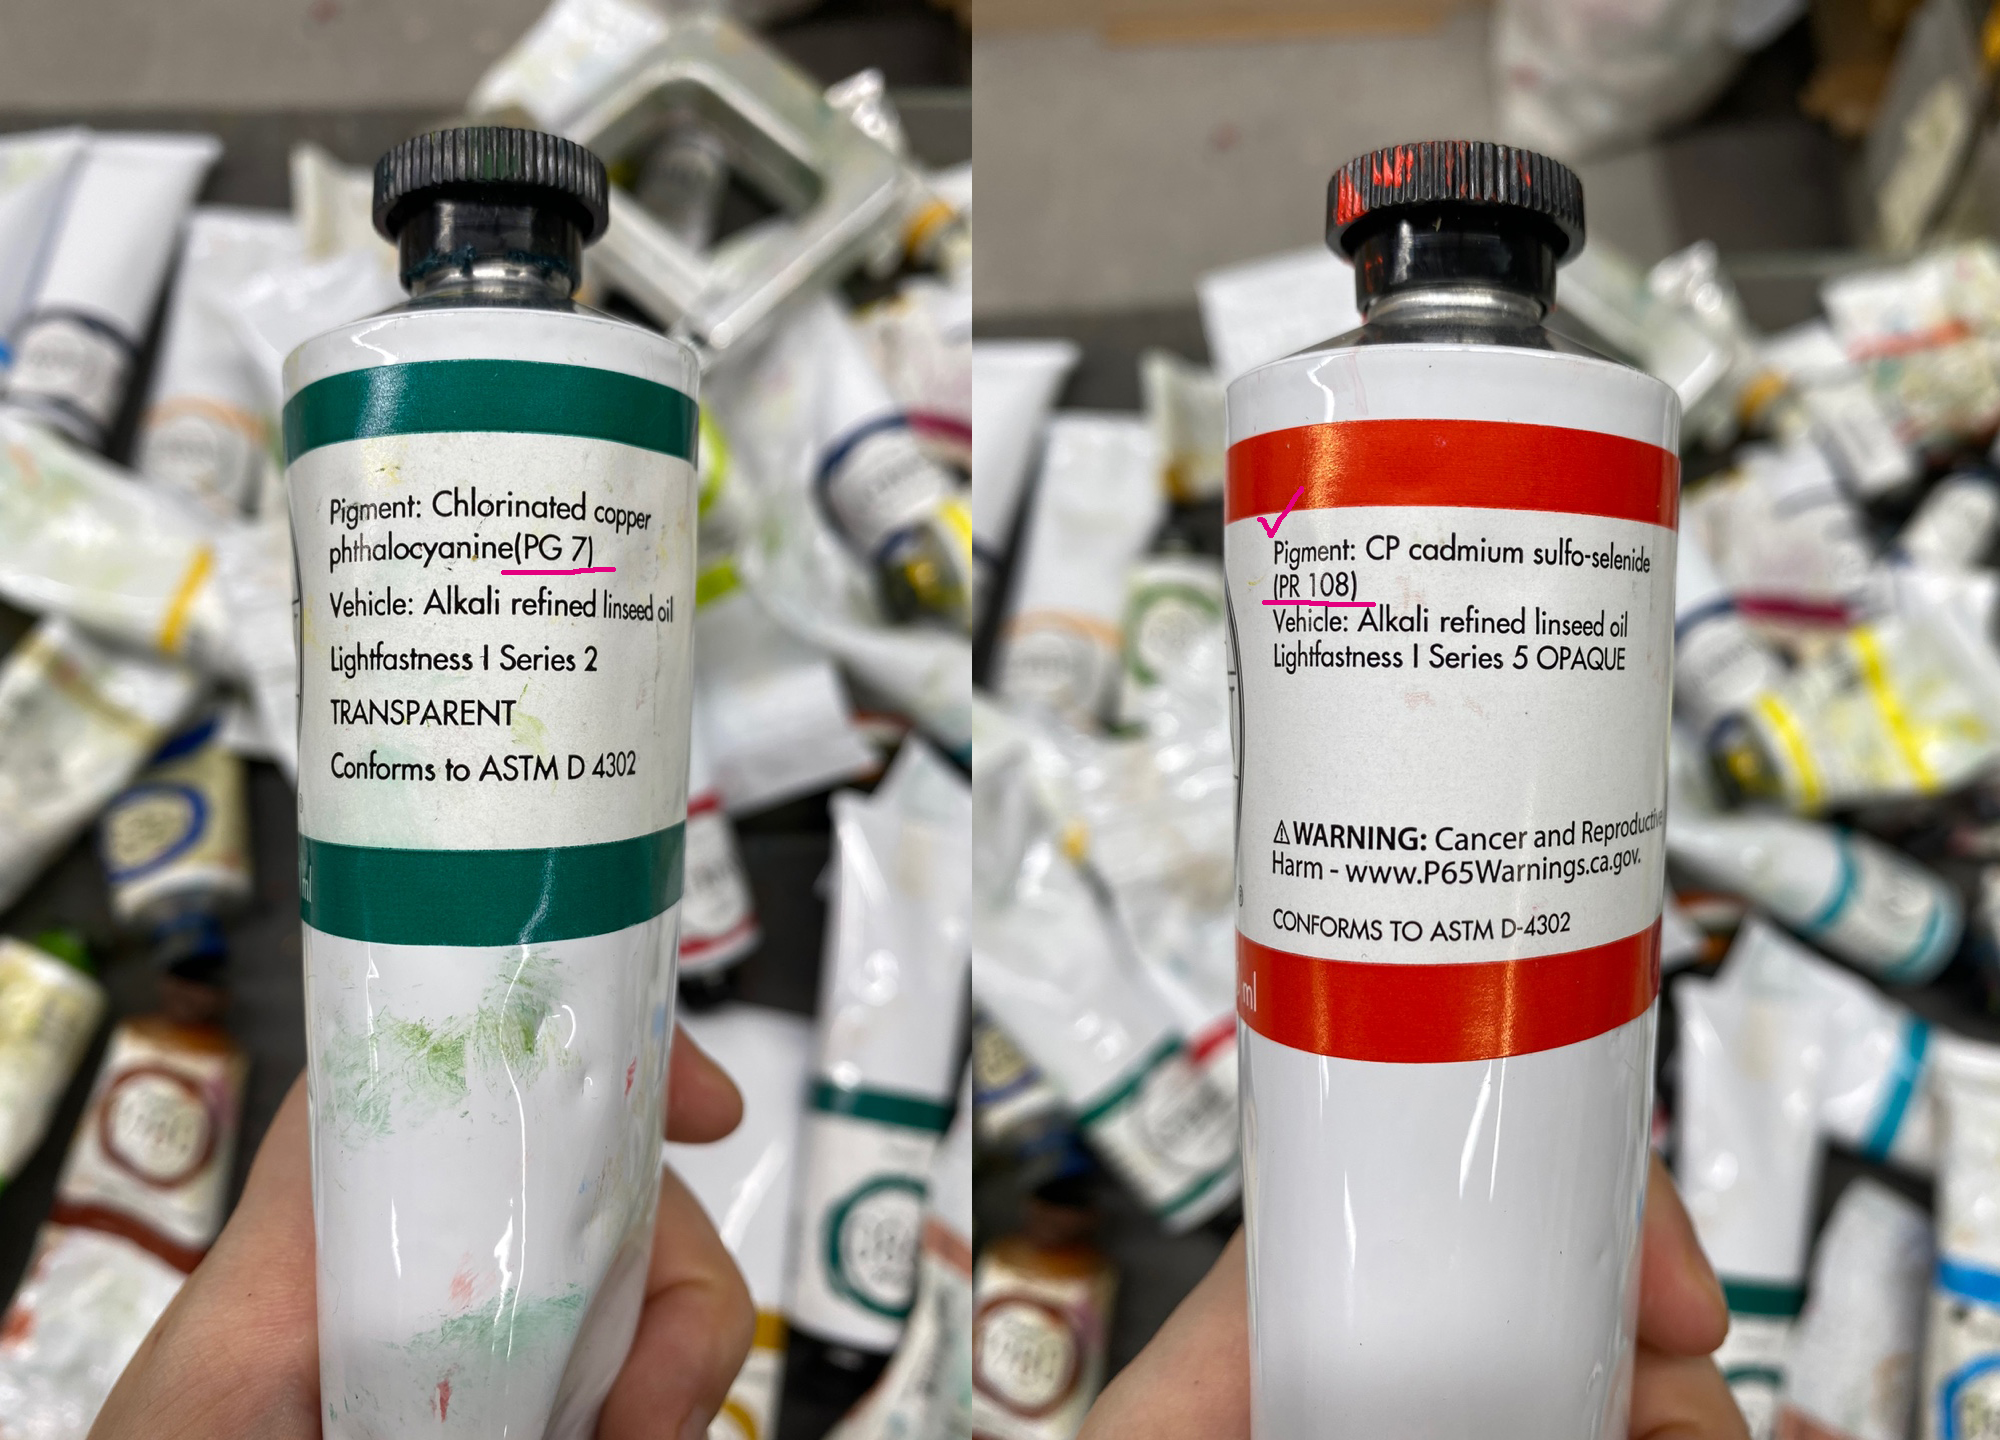 Pigment: Chlorinated copper
phthalocyanine(PG 7)
Vehicle: Alkali refined linseed oil
Lightfastness I Series 2
TRANSPARENT
Conforms to ASTM D 4302
ml
Pigment: CP cadmium sulfo-selenide
(PR 108)
Vehicle: Alkali refined linseed oil
Lightfastness I Series 5 OPAQUE
⚠WARNING: Cancer and Reproductive
Harm - www.P65Warnings.ca.gov.
®
CONFORMS TO ASTM D-4302
ml